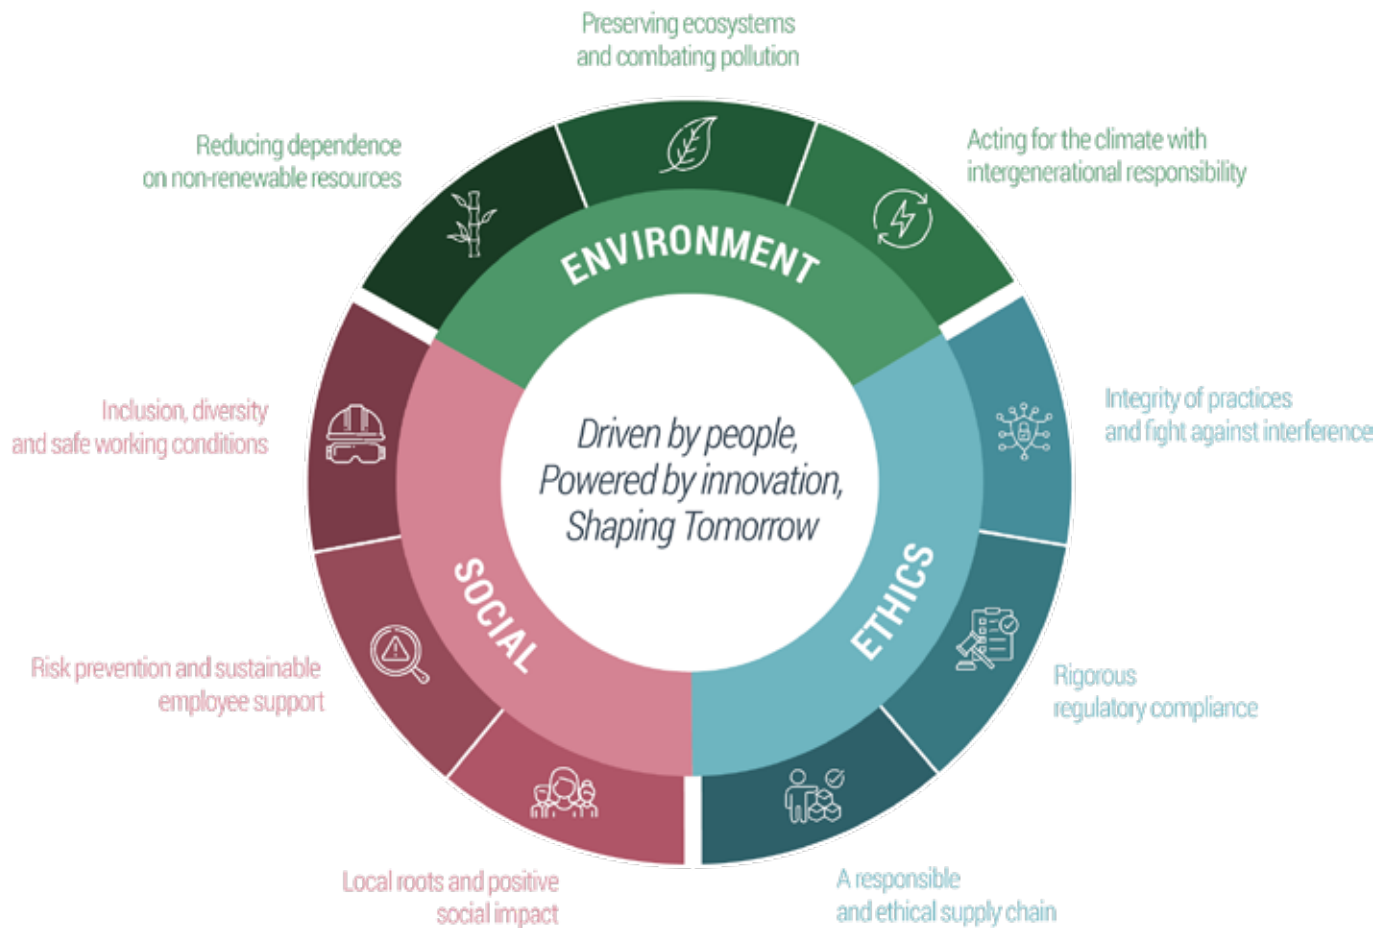 Preserving ecosystems
and combating pollution
Reducing dependence
on non-renewable resources
Acting for the climate with
intergenerational responsibility
ENVIRONMENT
Inclusion, diversity
and safe working conditions
Integrity of practices
and fight against interference
Driven by people,
Powered by innovation,
Shaping Tomorrow
SOCIAL
ETHICS
Risk prevention and sustainable
employee support
Rigorous
regulatory compliance
Local roots and positive
social impact
A responsible
and ethical supply chain